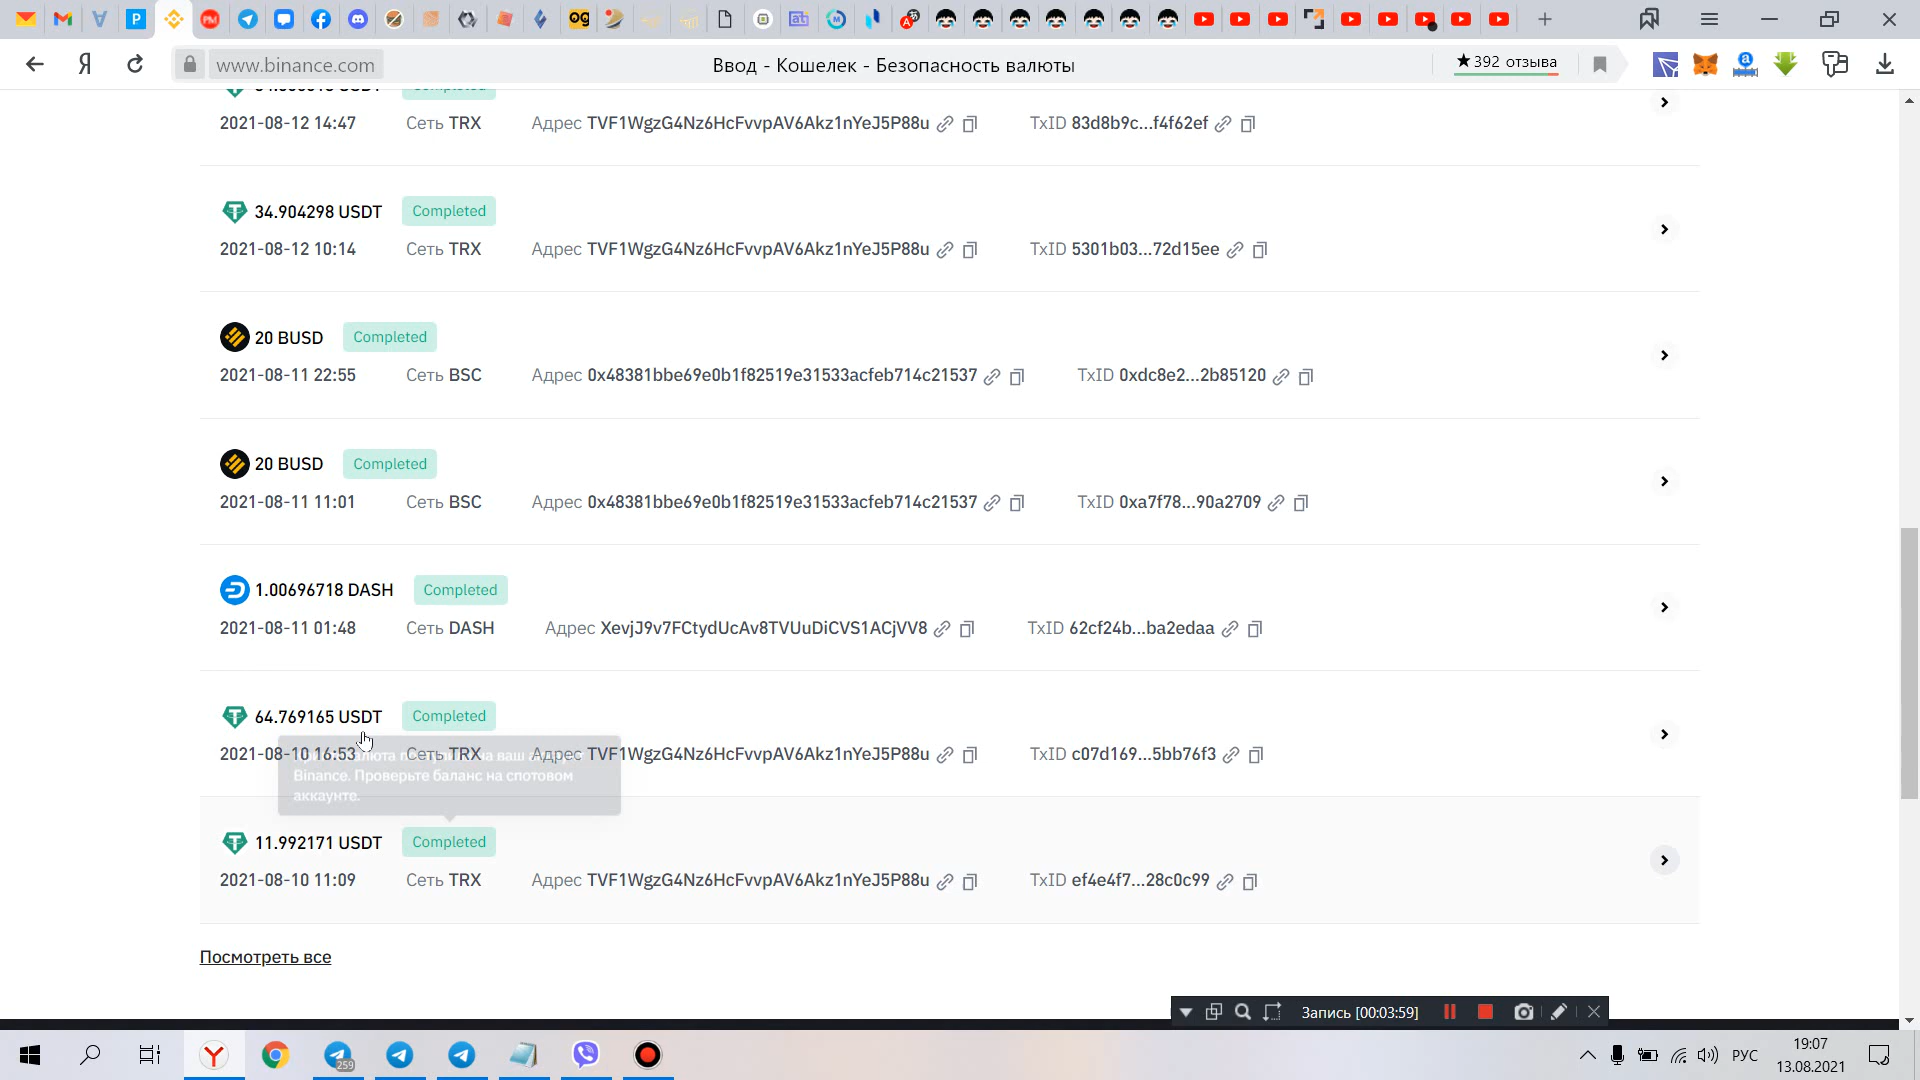 www.binance.com
Ввод - Кошелек - Безопасность валюты
★392 отзыва
2021-08-12 14:47 Сеть TRX Адрес TVF1WgzG4Nz6HcFvvpAV6Akz1nYeJ5P88u TxID 83d8b9c...f4f62ef
34.904298 USDT Completed
2021-08-12 10:14 Сеть TRX Адрес TVF1WgzG4Nz6HcFvvpAV6Akz1nYeJ5P88u TxID 5301b03...72d15ee
20 BUSD Completed
2021-08-11 22:55 Сеть BSC Адрес 0x48381bbe69e0b1f82519e31533acfeb714c21537 TxID 0xdc8e2...2b85120
20 BUSD Completed
2021-08-11 11:01 Сеть BSC Адрес 0x48381bbe69e0b1f82519e31533acfeb714c21537 TxID 0xa7f78...90a2709
1.00696718 DASH Completed
2021-08-11 01:48 Сеть DASH Адрес XevjJ9v7FCtydUcAv8TVUuDiCVS1ACjVV8 TxID 62cf24b...ba2edaa
64.769165 USDT Completed
2021-08-10 16:53 Сеть TRX Адрес TVF1WgzG4Nz6HcFvvpAV6Akz1nYeJ5P88u TxID c07d169...5bb76f3
на ваш
Binance. Проверьте баланс на спотовом
аккаунте.
11.992171 USDT Completed
2021-08-10 11:09 Сеть TRX Адрес TVF1WgzG4Nz6HcFvvpAV6Akz1nYeJ5P88u TxID ef4e4f7...28c0c99
Посмотреть все
Запись [00:03:59]
259
РУС
19:07
13.08.2021